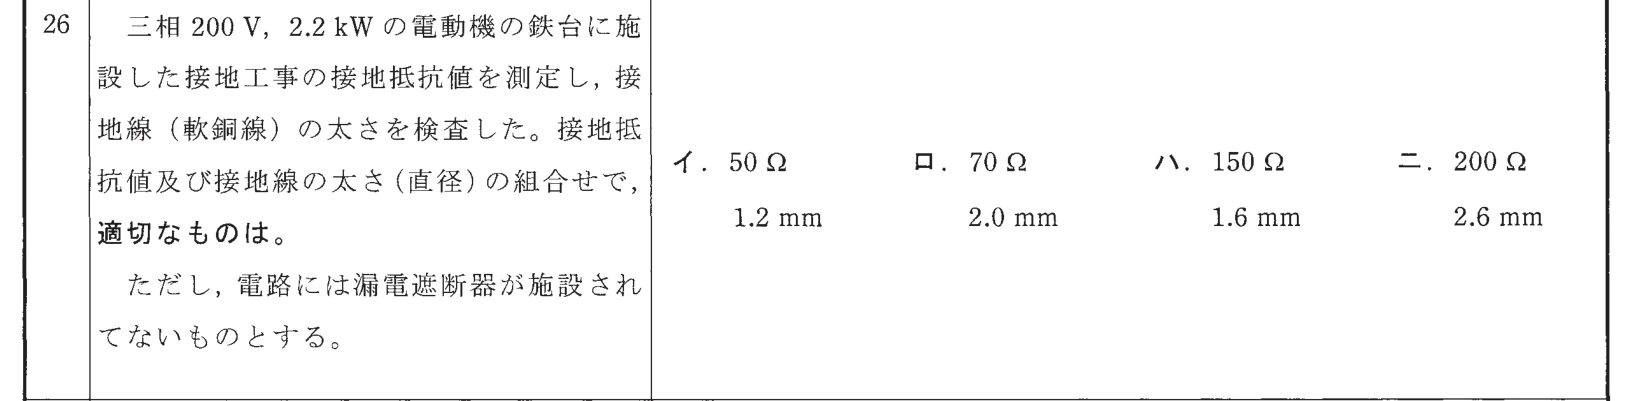 26
三相 200 V, 2.2 kW の電動機の鉄台に施
設した接地工事の接地抵抗値を測定し, 接
地線（軟銅線）の太さを検査した。接地抵
抗値及び接地線の太さ（直径）の組合せで,
適切なものは。
ただし, 電路には漏電遮断器が施設され
てないものとする。
イ. 50 Ω ロ. 70 Ω ハ. 150 Ω ニ. 200 Ω
1.2 mm 2.0 mm 1.6 mm 2.6 mm